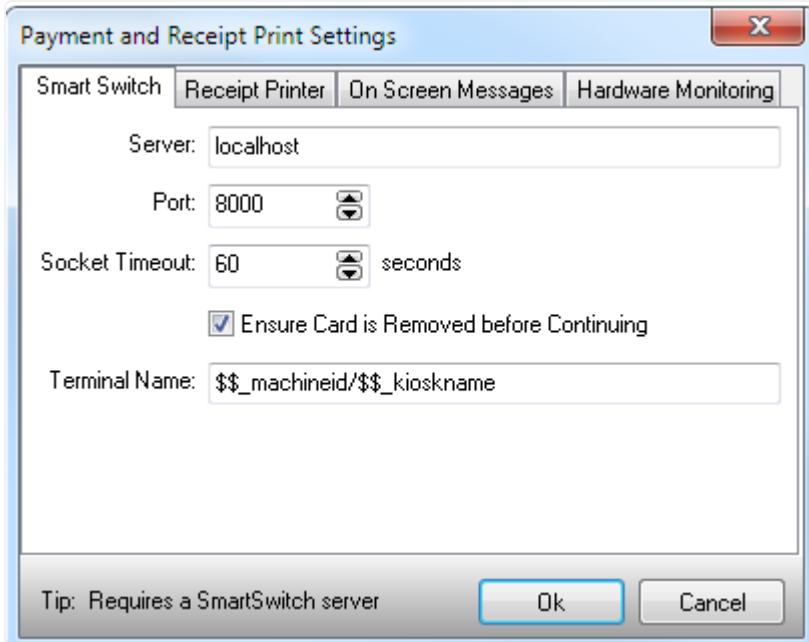 Payment and Receipt Print Settings
Smart Switch Receipt Printer On Screen Messages Hardware Monitoring
Server: localhost
Port: 8000
Socket Timeout: 60 seconds
Ensure Card is Removed before Continuing
Terminal Name: $$_machineid/$$_kioskname
Tip: Requires a SmartSwitch server Ok Cancel